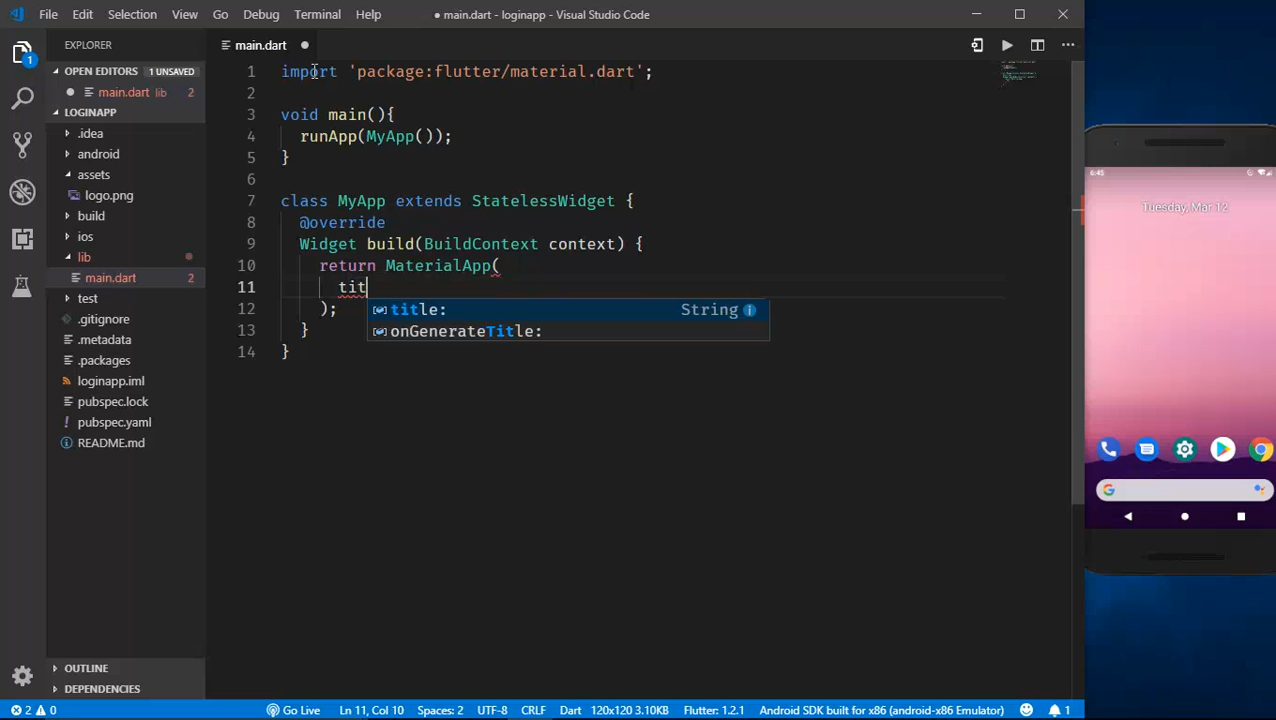 File Edit Selection View Go Debug Terminal Help
● main.dart - loginapp - Visual Studio Code
EXPLORER
main.dart
OPEN EDITORS 1 UNSAVED
main.dart lib 2
LOGINAPP
.idea
android
assets
logo.png
build
ios
lib
main.dart 2
test
.gitignore
.metadata
.packages
loginapp.iml
pubspec.lock
pubspec.yaml
README.md
OUTLINE
DEPENDENCIES
1
1 import 'package:flutter/material.dart';
2
3 void main(){
4 runApp(MyApp());
5 }
6
7 class MyApp extends StatelessWidget {
8 @override
9 Widget build(BuildContext context) {
10 return MaterialApp(
11 tit
title: String
onGenerateTitle:
12 );
13 }
14 }
6:45
Tuesday, Mar 12
2 0 Go Live Ln 11, Col 10 Spaces: 2 UTF-8 CRLF Dart 120x120 3.10KB Flutter: 1.2.1 Android SDK built for x86 (android-x86 Emulator) 1